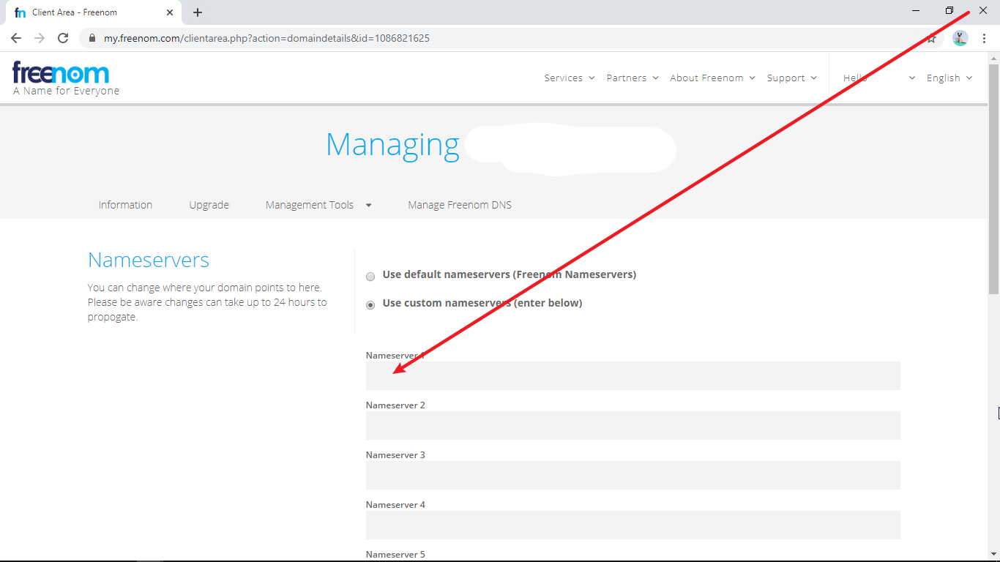 Client Area - Freenom
my.freenom.com/clientarea.php?action=domaindetails&id=1086821625
freenom
A Name for Everyone
Services Partners About Freenom Support Hello English
Managing
Information Upgrade Management Tools Manage Freenom DNS
Nameservers
You can change where your domain points to here.
Please be aware changes can take up to 24 hours to
propogate.
Use default nameservers (Freenom Nameservers)
Use custom nameservers (enter below)
Nameserver 1
Nameserver 2
Nameserver 3
Nameserver 4
Nameserver 5